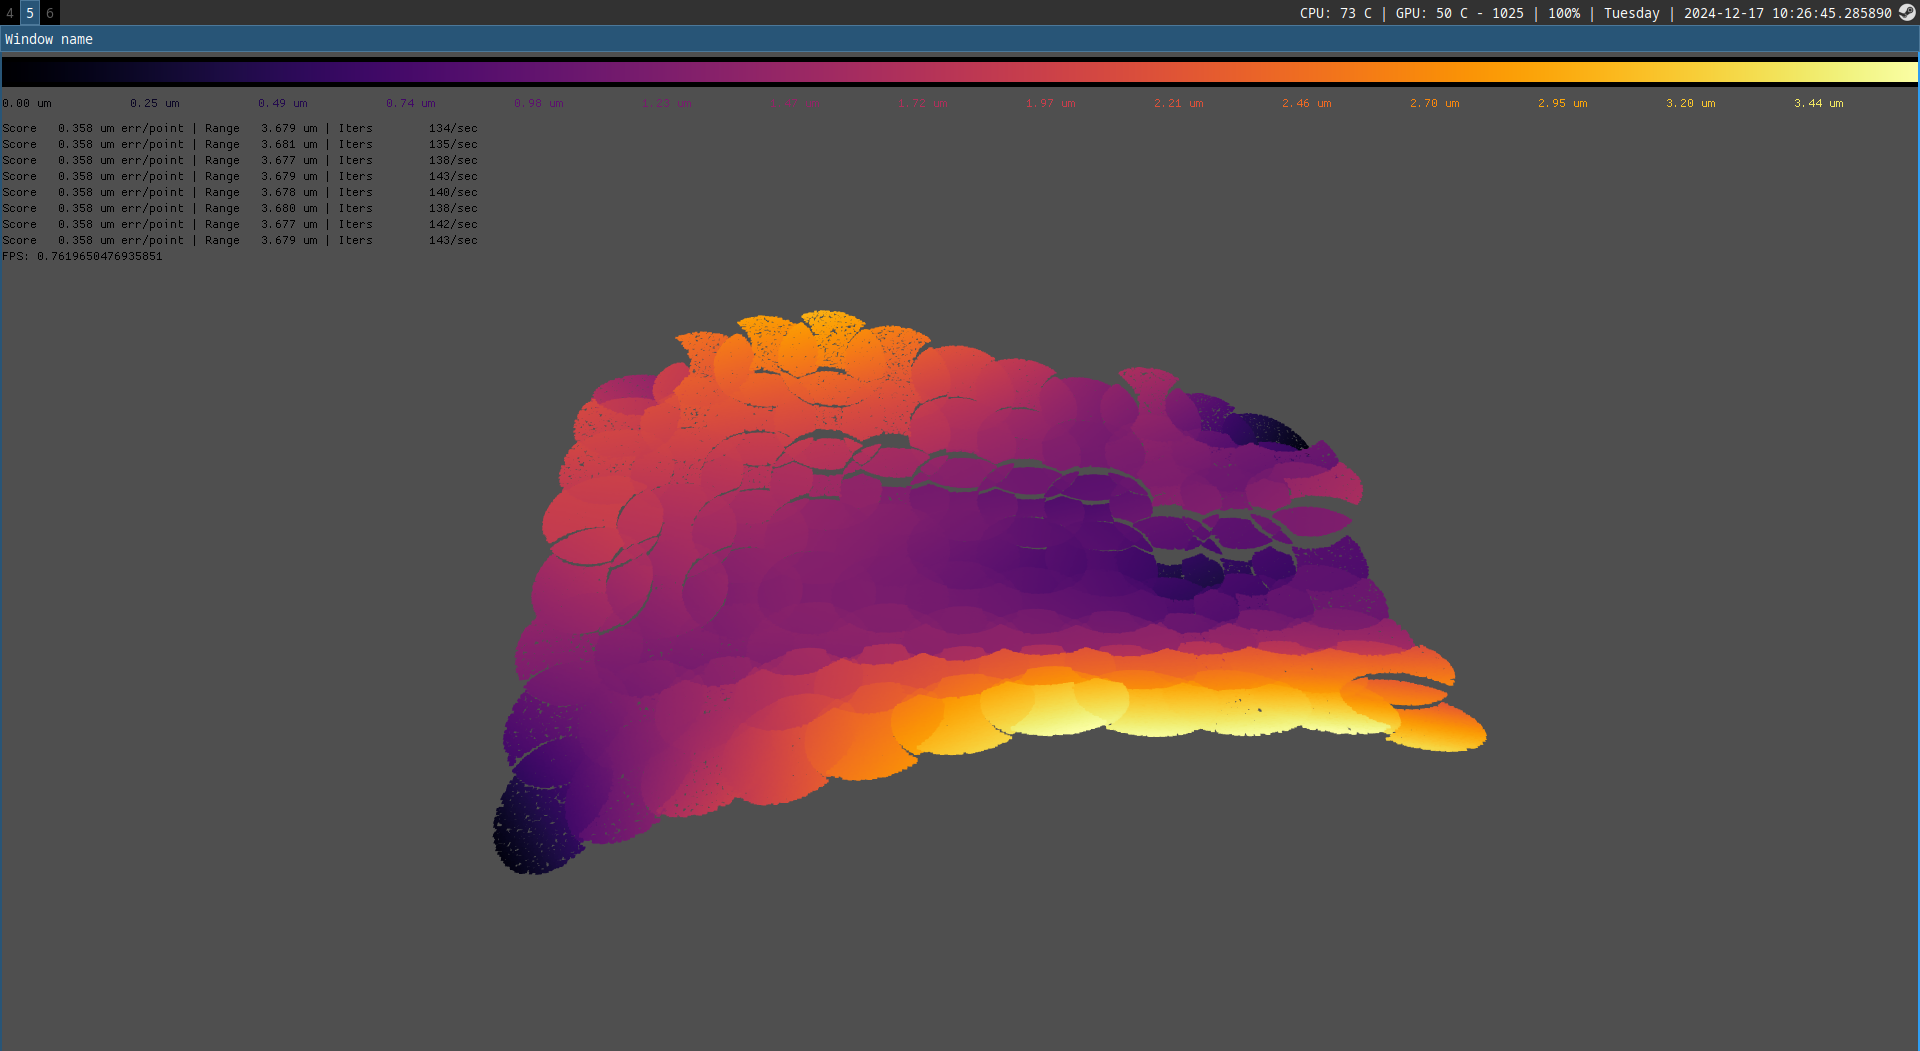 4 5 6 CPU: 73 C | GPU: 50 C - 1025 | 100% | Tuesday | 2024-12-17 10:26:45.285890
Window name
0.00 um 0.25 um 0.49 um 0.74 um 0.98 um 1.23 um 1.47 um 1.72 um 1.97 um 2.21 um 2.46 um 2.70 um 2.95 um 3.20 um 3.44 um
Score 0.358 um err/point | Range 3.679 um | Iters 134/sec
Score 0.358 um err/point | Range 3.681 um | Iters 135/sec
Score 0.358 um err/point | Range 3.677 um | Iters 138/sec
Score 0.358 um err/point | Range 3.679 um | Iters 143/sec
Score 0.358 um err/point | Range 3.678 um | Iters 140/sec
Score 0.358 um err/point | Range 3.680 um | Iters 138/sec
Score 0.358 um err/point | Range 3.677 um | Iters 142/sec
Score 0.358 um err/point | Range 3.679 um | Iters 143/sec
FPS: 0.7619650476935851